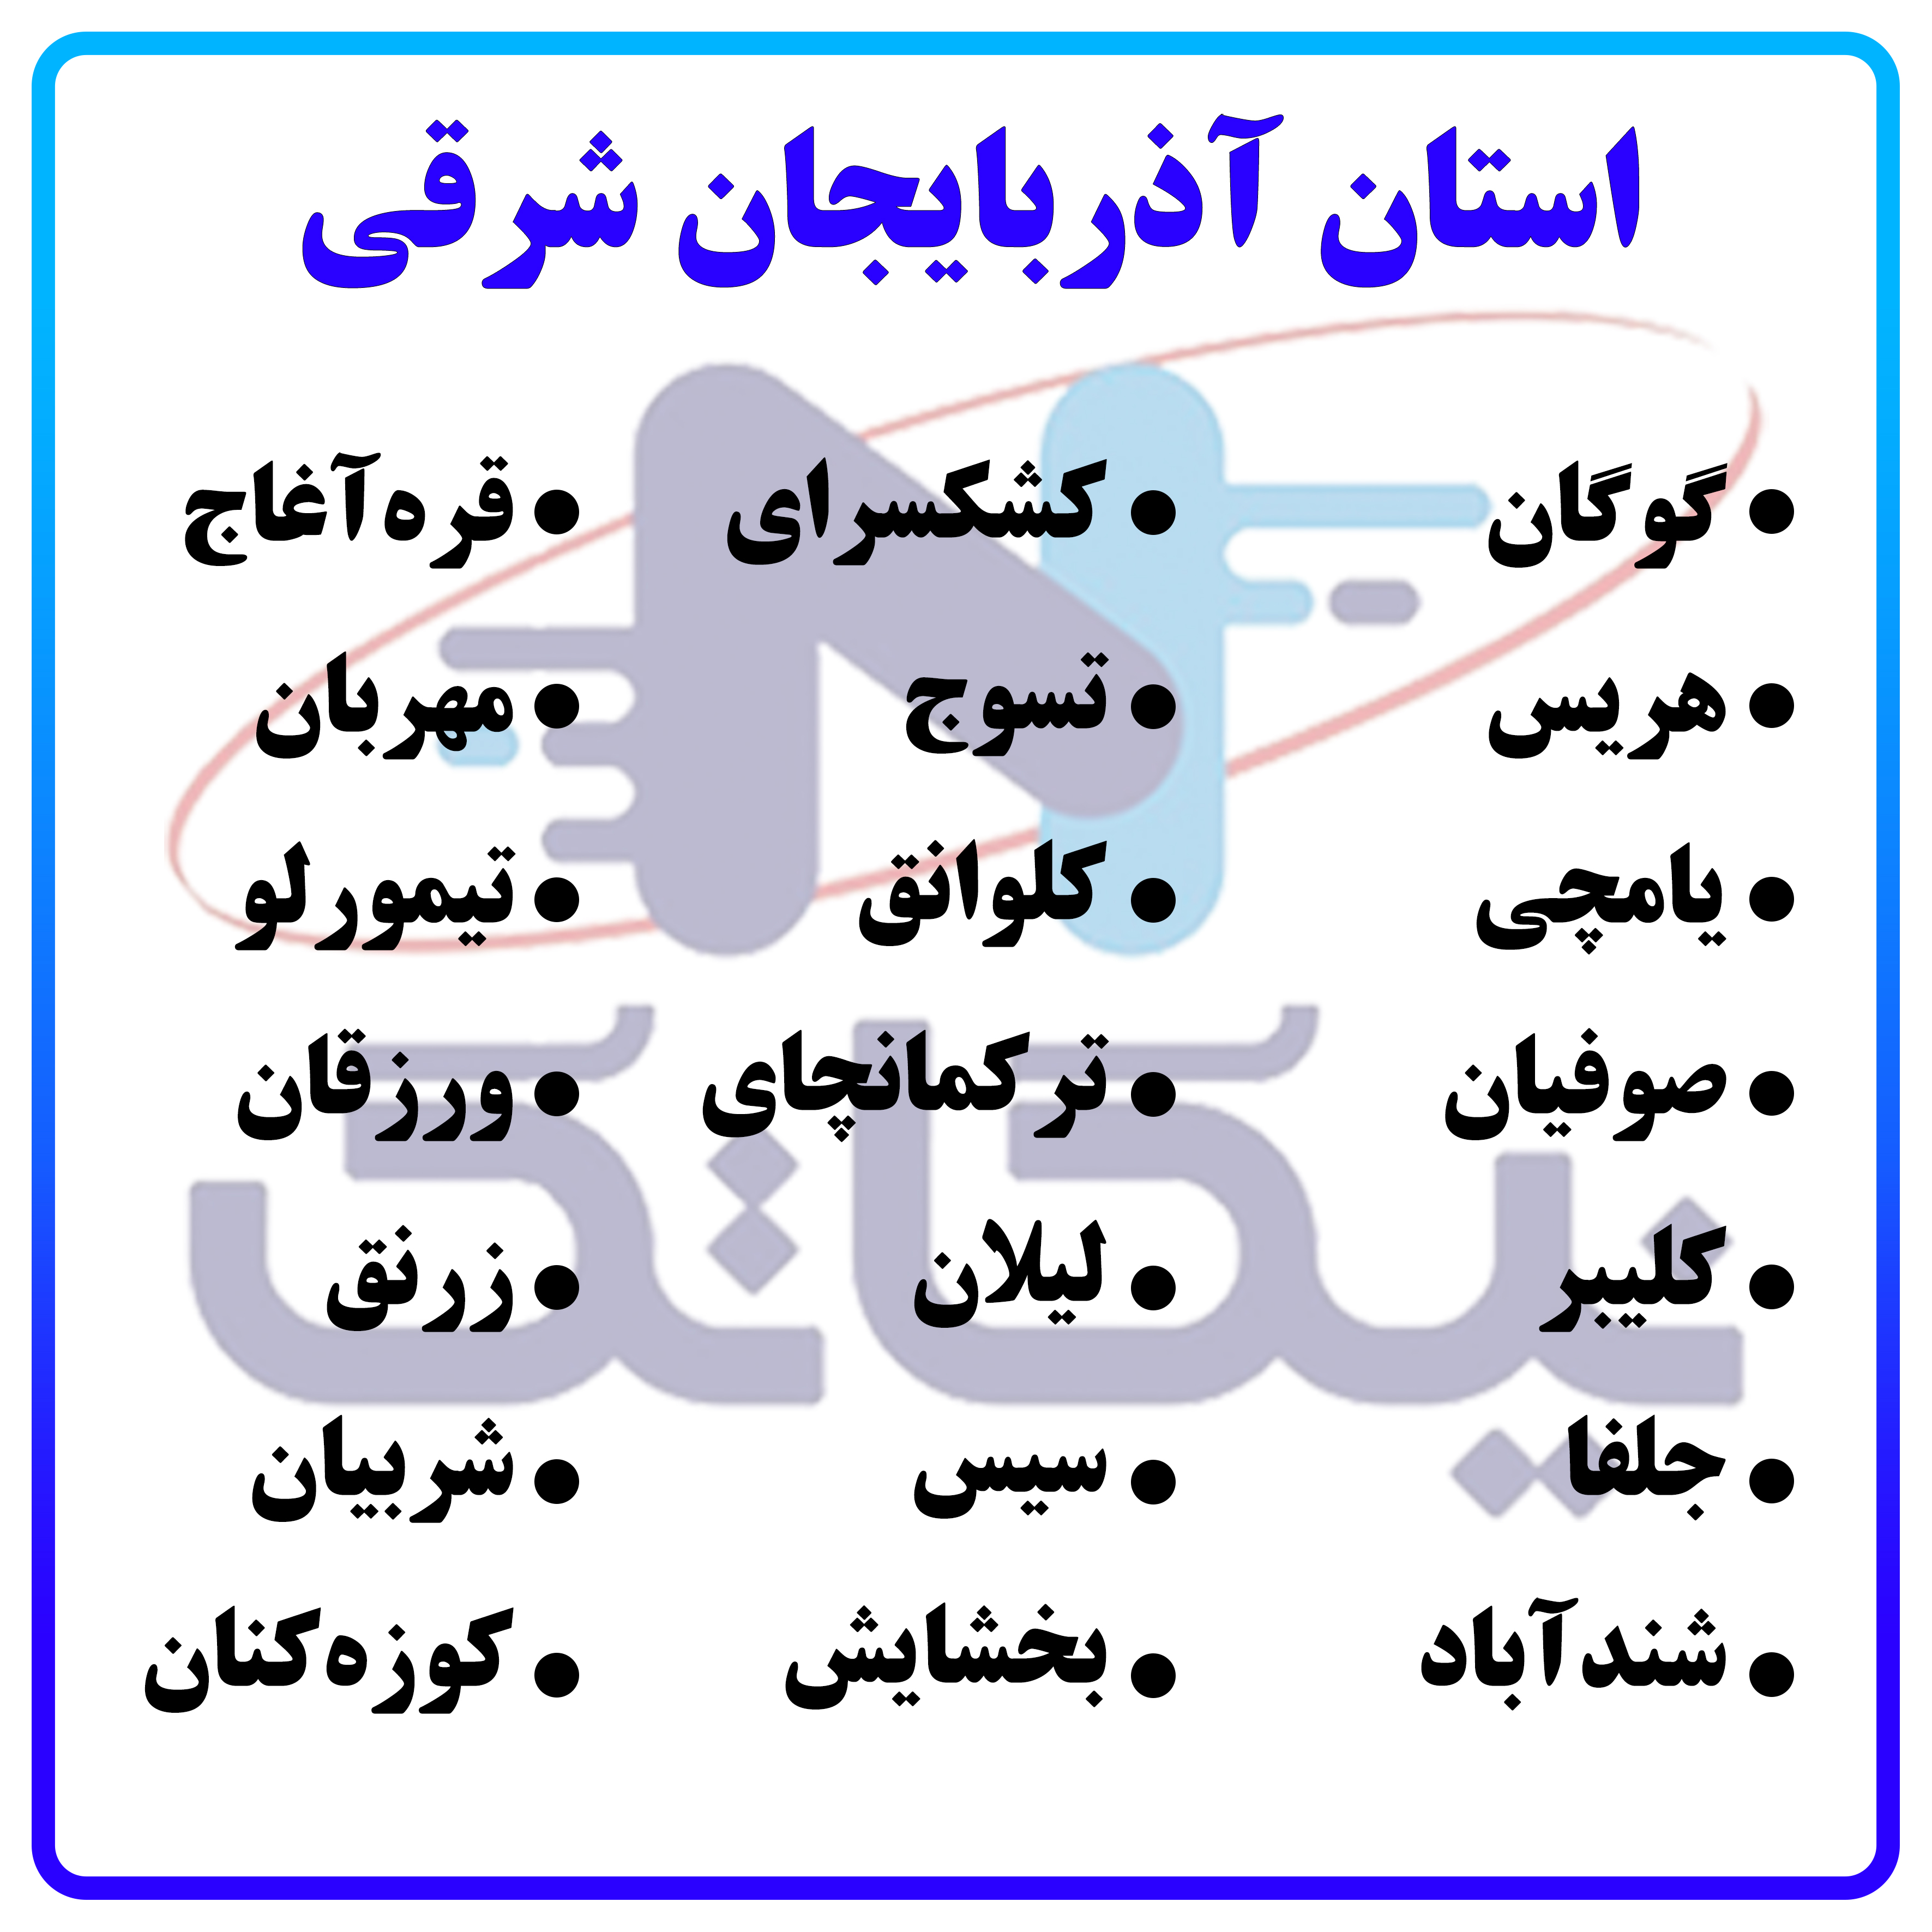 استان آذربایجان شرقی
گوگان
هریس
یامچی
صوفیان
کلیبر
جلفا
شندآباد
کشکسرای
تسوج
کلوانق
ترکمانچای
لیلان
سیس
بخشایش
قره‌آغاج
مهربان
تیمورلو
ورزقان
زرنق
شربیان
کوزه‌کنان
نیکاتک